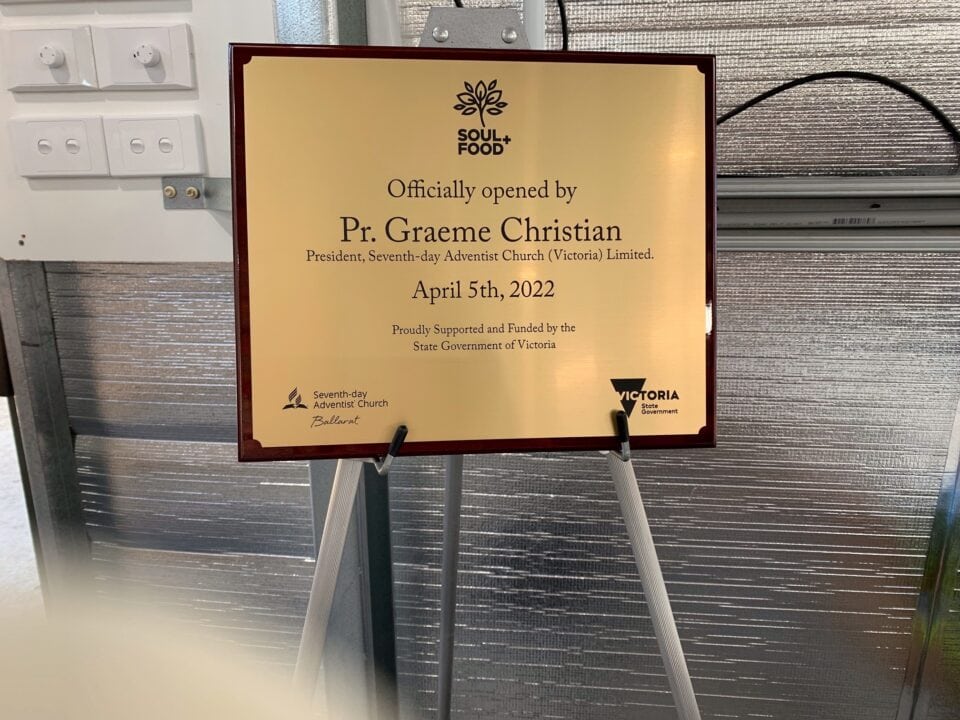 SOUL+
FOOD
Officially opened by
Pr. Graeme Christian
President, Seventh-day Adventist Church (Victoria) Limited.
April 5th, 2022
Proudly Supported and Funded by the
State Government of Victoria
Seventh-day
Adventist Church
Ballarat
VICTORIA
State
Government